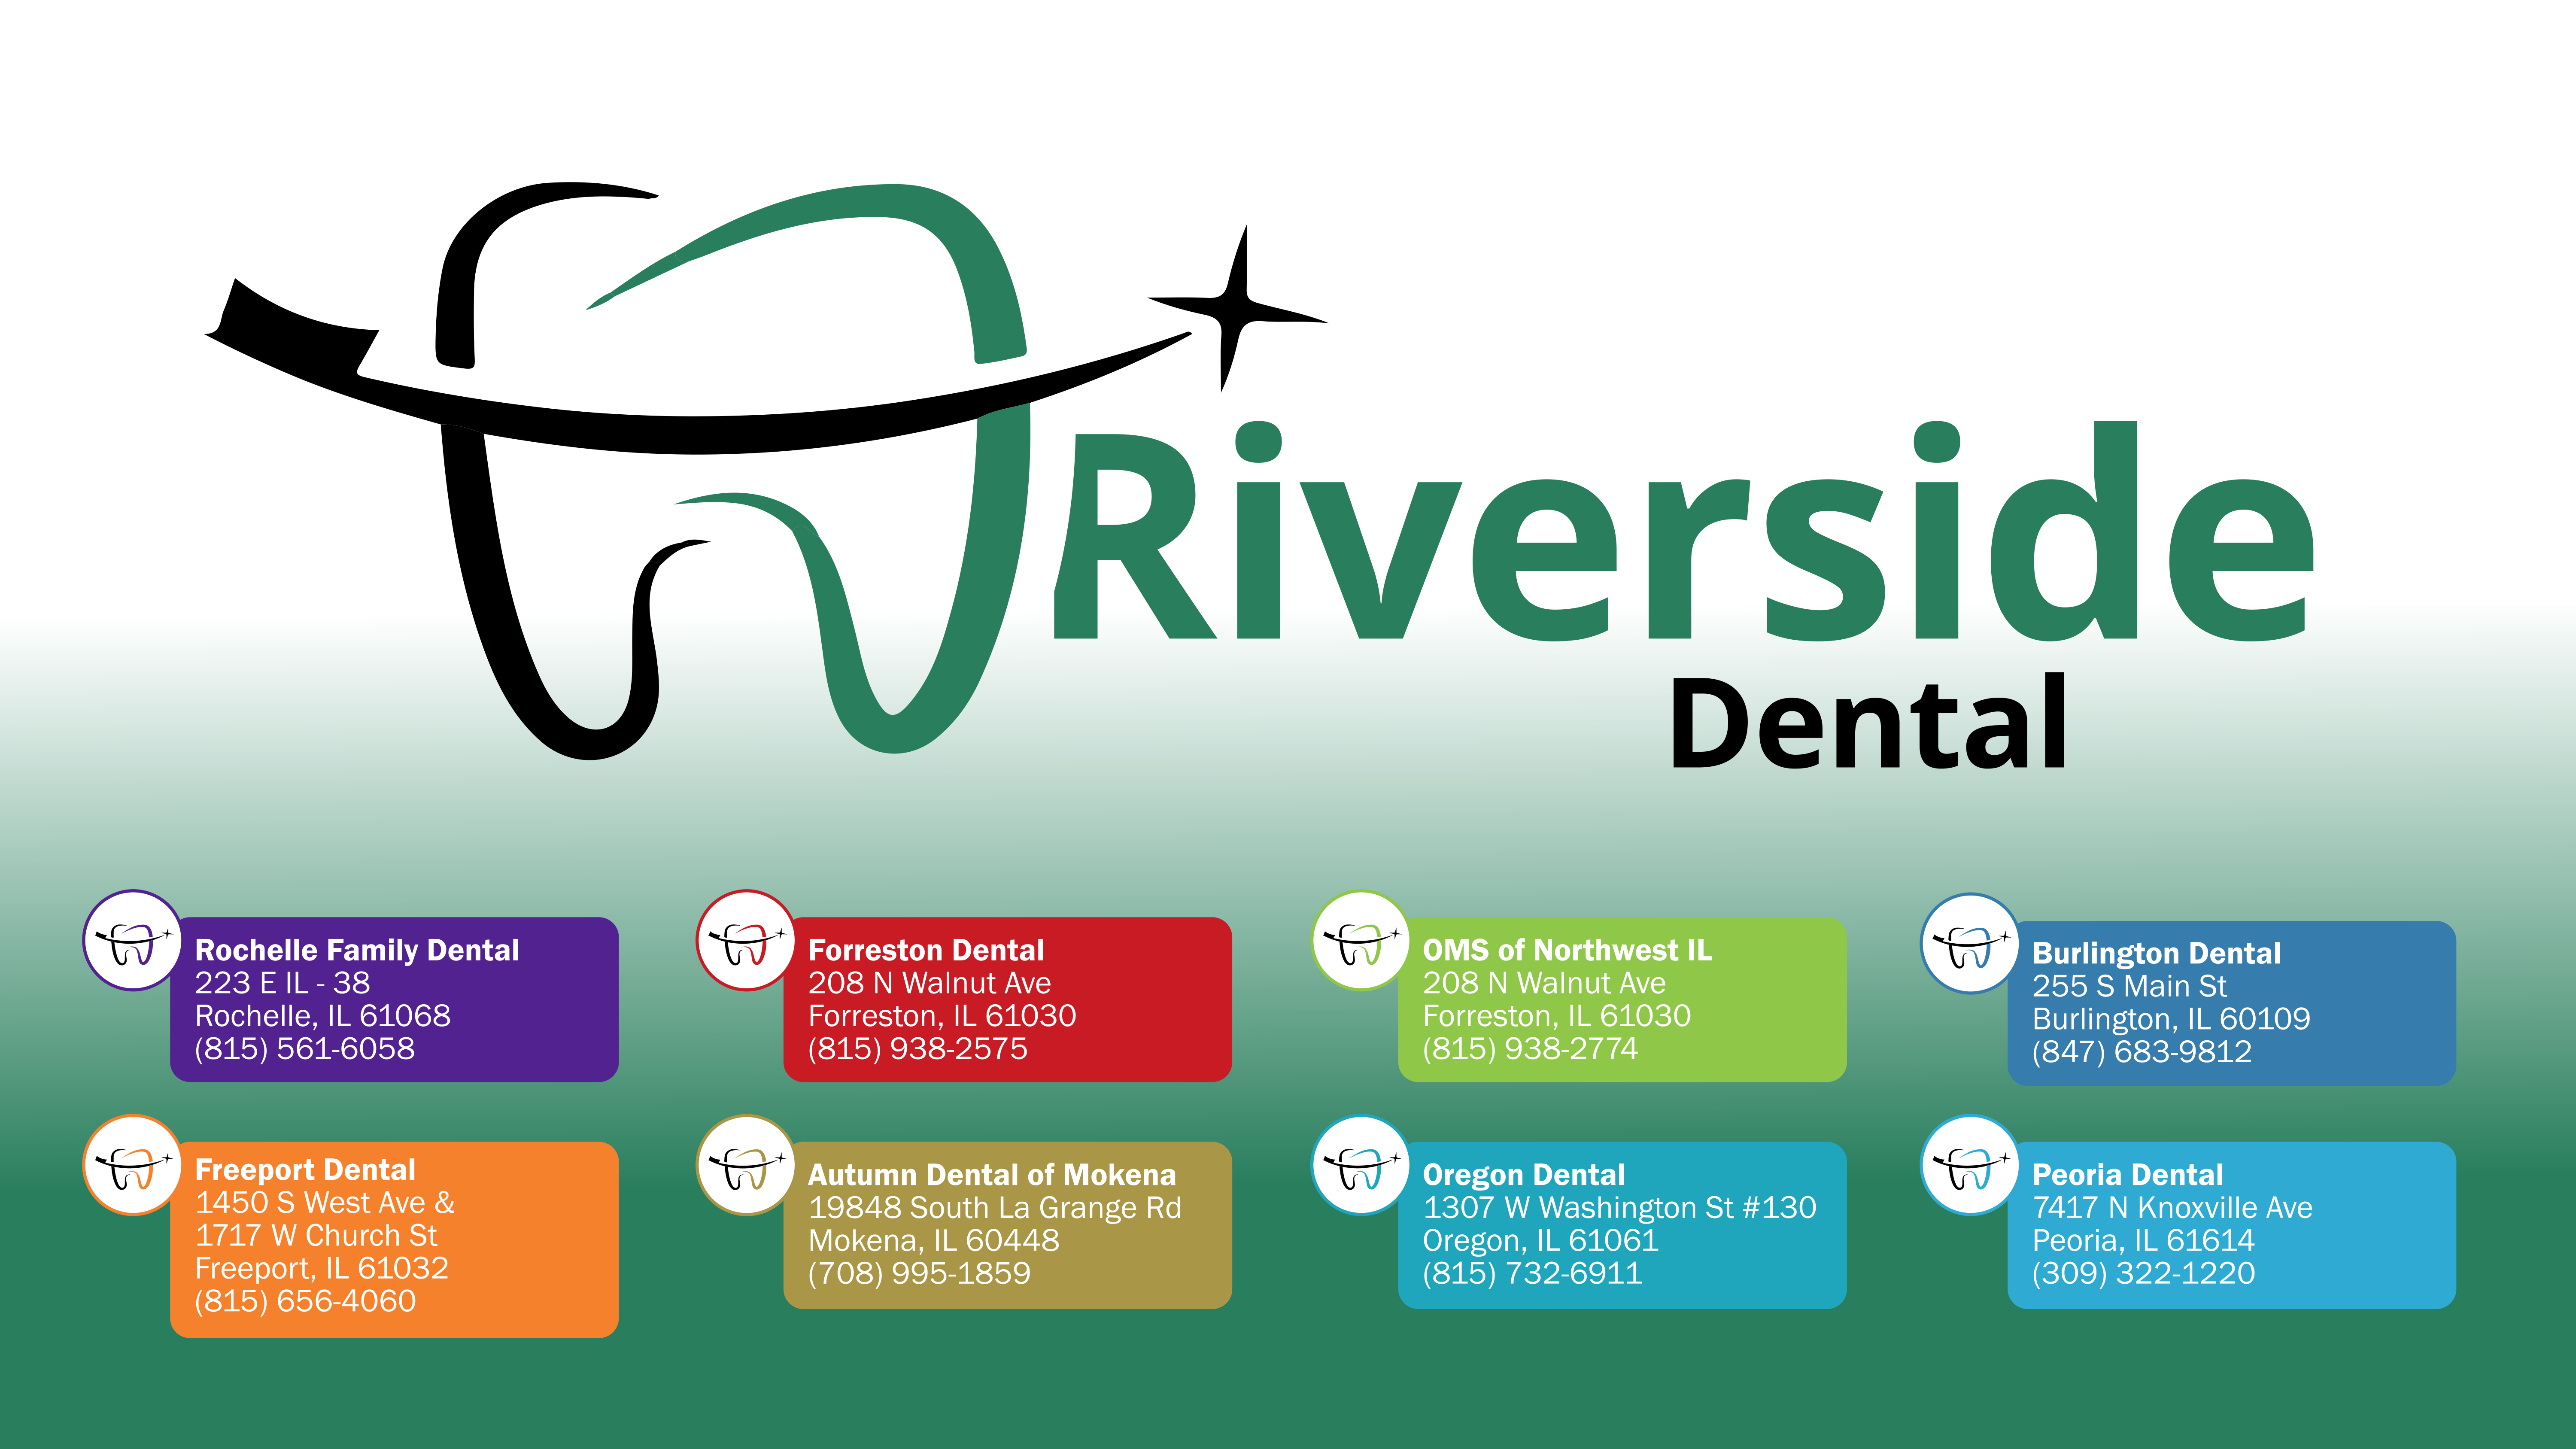 Riverside
Dental
Rochelle Family Dental
223 E IL - 38
Rochelle, IL 61068
(815) 561-6058
Forreston Dental
208 N Walnut Ave
Forreston, IL 61030
(815) 938-2575
OMS of Northwest IL
208 N Walnut Ave
Forreston, IL 61030
(815) 938-2774
Burlington Dental
255 S Main St
Burlington, IL 60109
(847) 683-9812
Freeport Dental
1450 S West Ave &
1717 W Church St
Freeport, IL 61032
(815) 656-4060
Autumn Dental of Mokena
19848 South La Grange Rd
Mokena, IL 60448
(708) 995-1859
Oregon Dental
1307 W Washington St #130
Oregon, IL 61061
(815) 732-6911
Peoria Dental
7417 N Knoxville Ave
Peoria, IL 61614
(309) 322-1220